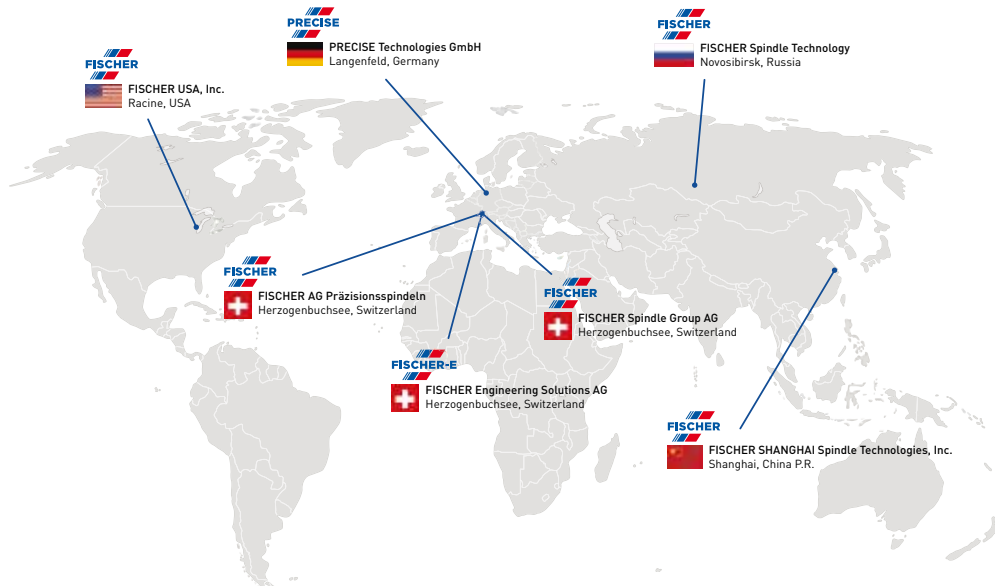 PRECISE
PRECISE Technologies GmbH
Langenfeld, Germany
FISCHER
FISCHER Spindle Technology
Novosibirsk, Russia
FISCHER
FISCHER USA, Inc.
Racine, USA
FISCHER
FISCHER AG Präzisionsspindeln
Herzogenbuchsee, Switzerland
FISCHER
FISCHER Spindle Group AG
Herzogenbuchsee, Switzerland
FISCHER-E
FISCHER Engineering Solutions AG
Herzogenbuchsee, Switzerland
FISCHER
FISCHER SHANGHAI Spindle Technologies, Inc.
Shanghai, China P.R.